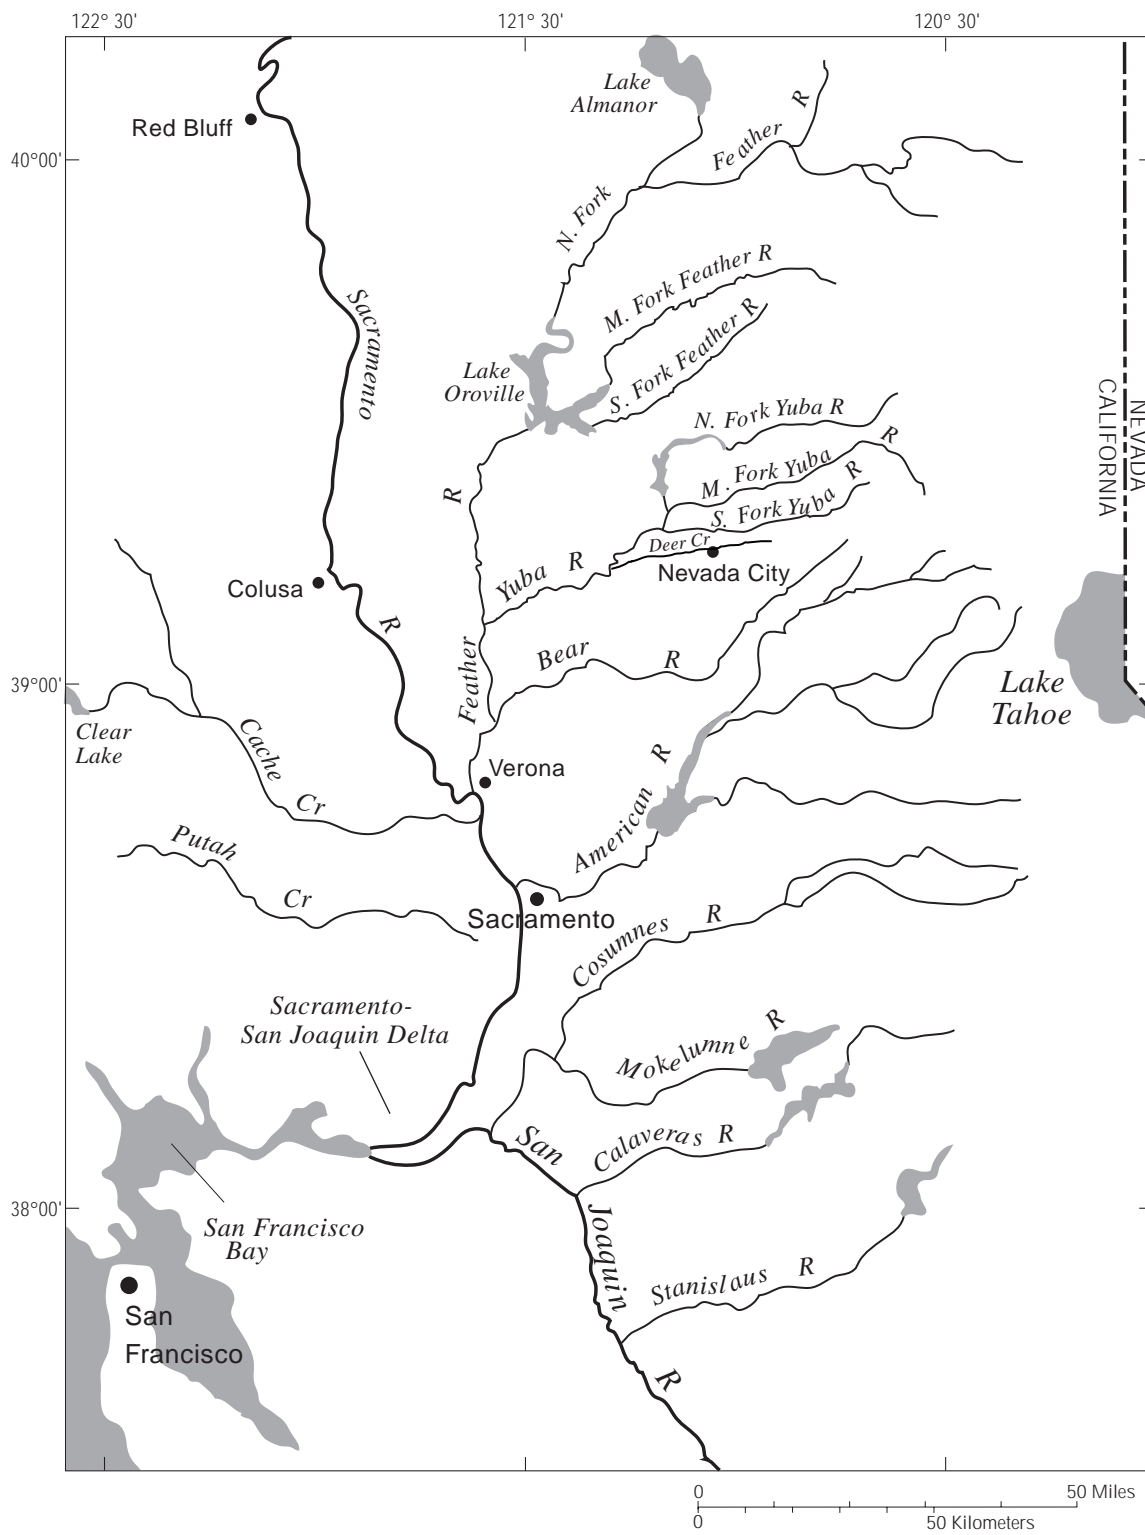 122° 30'
121° 30'
120° 30'
Lake
Almanor
Red Bluff
R
Feather
40°00'
N. Fork
M. Fork Feather R
Sacramento
S. Fork Feather R
Lake
Oroville
N. Fork Yuba R
CALIFORNIA
NEVADA
M. Fork Yuba R
S. Fork Yuba R
R
Deer Cr
Yuba R
Nevada City
Colusa
R
Feather
Bear R
39°00'
Lake
Tahoe
Clear
Lake
Cache Cr
Verona
American R
Putah Cr
Sacramento
Cosumnes R
Sacramento-
San Joaquin Delta
Mokelumne R
San
Calaveras R
38°00'
San Francisco
Bay
Joaquin
Stanislaus R
San
Francisco
R
0
50 Miles
0
50 Kilometers